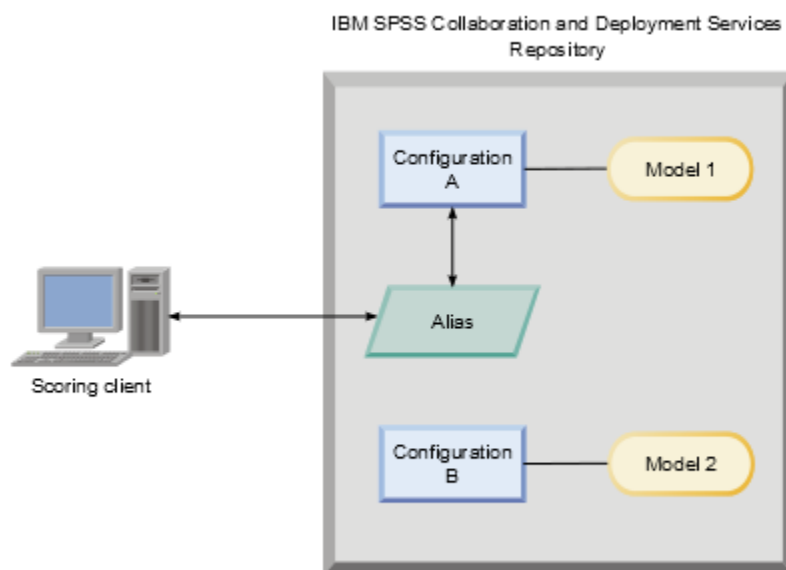 IBM SPSS Collaboration and Deployment Services
Repository
Configuration
A
Model 1
Alias
Scoring client
Configuration
B
Model 2